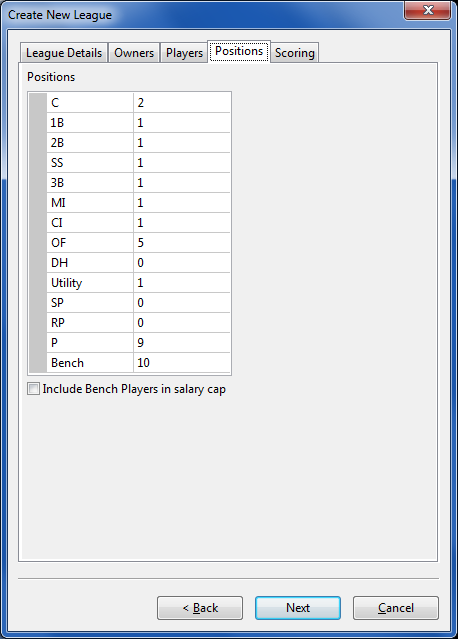 Create New League
League Details Owners Players Positions Scoring
Positions
C 2
1B 1
2B 1
SS 1
3B 1
MI 1
CI 1
OF 5
DH 0
Utility 1
SP 0
RP 0
P 9
Bench 10
Include Bench Players in salary cap
< Back Next Cancel